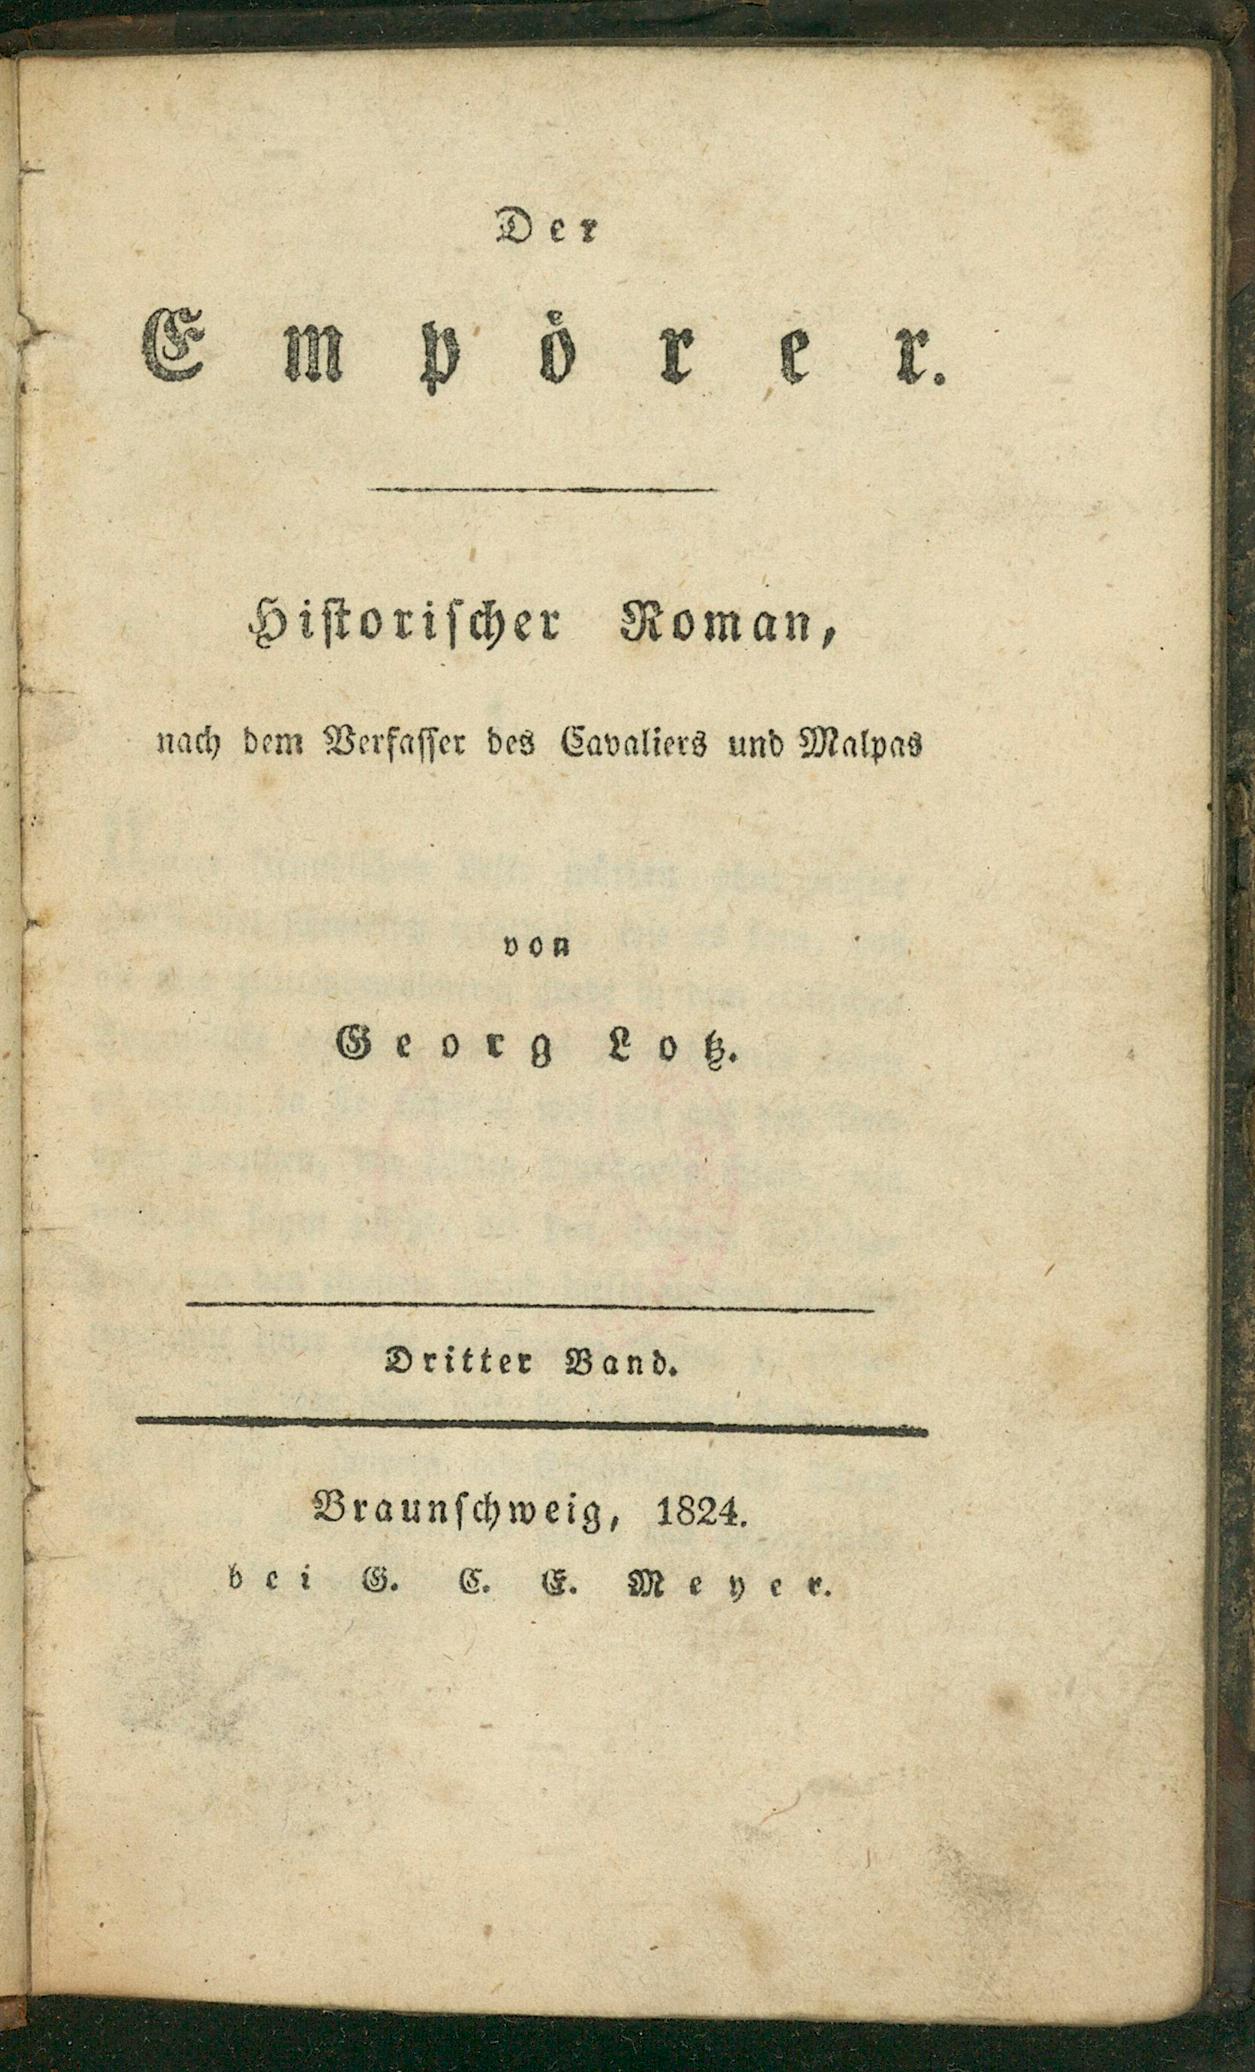 Der
Empörer.
Historischer Roman,
nach dem Verfasser des Cavaliers und Malpas
von
Georg Lotz.
Dritter Band.
Braunschweig, 1824.
bei G. C. E. Meyer.